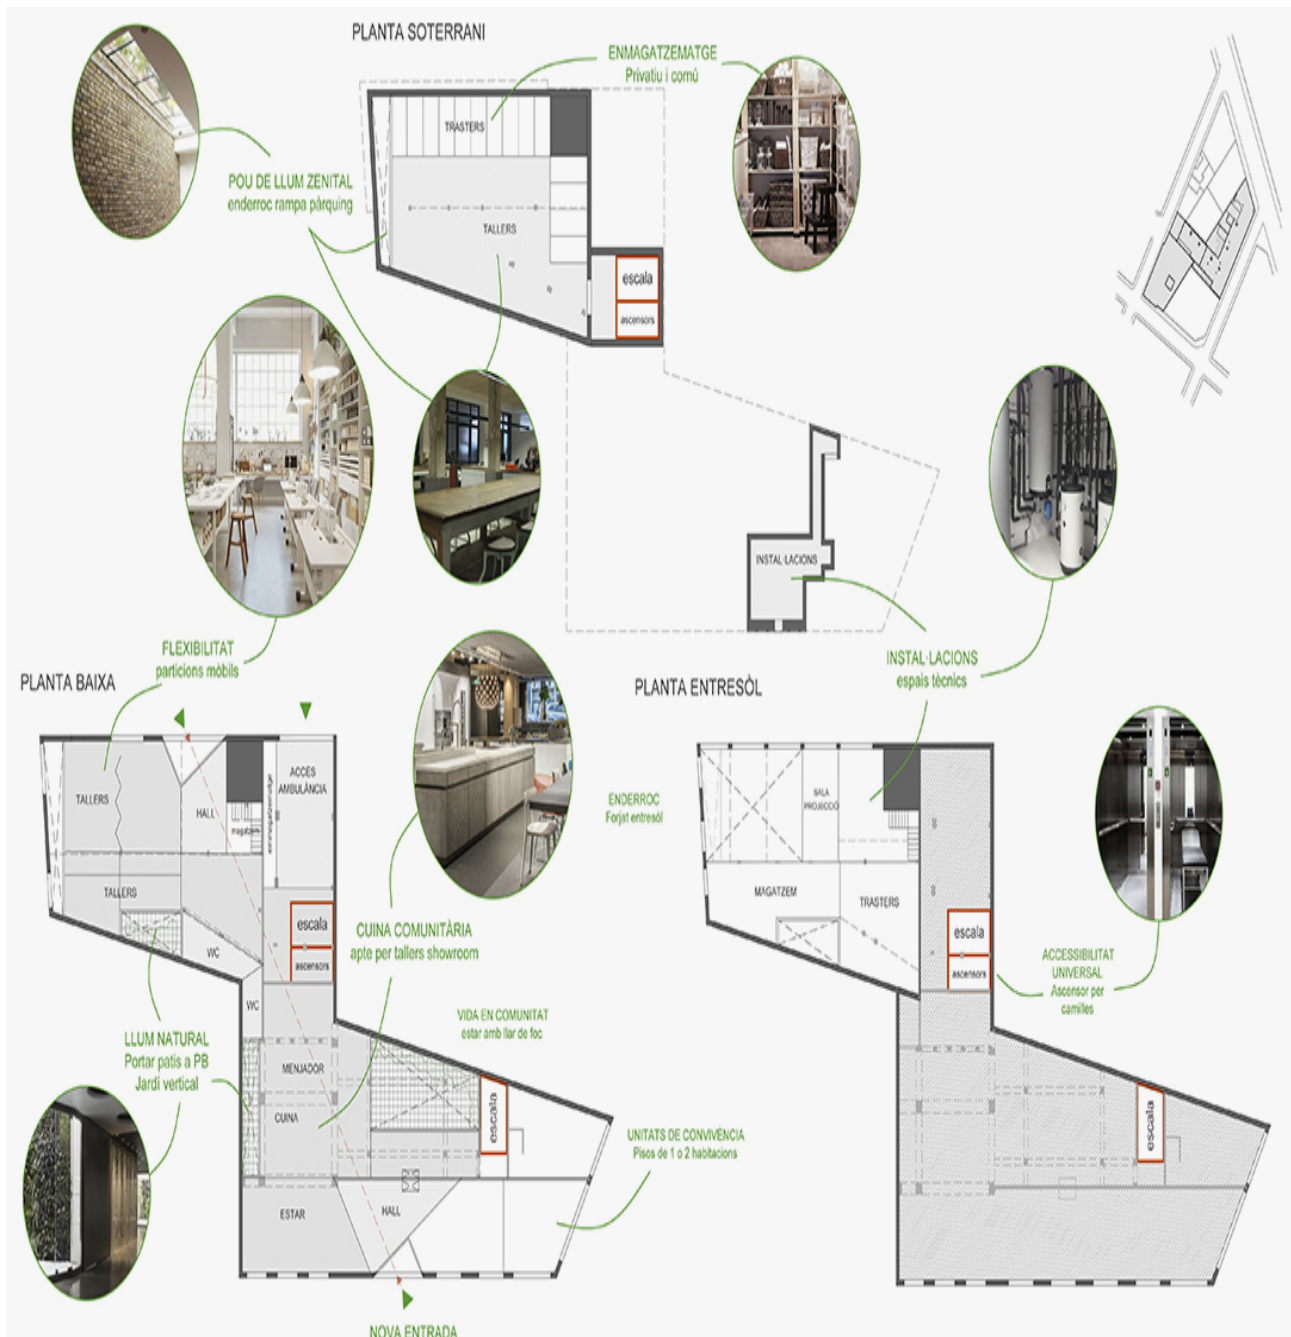 PLANTA SOTERRANI
ENMAGATZEMATGE
Privatiu i comú
TRASTERS
POU DE LLUM ZENITAL
enderroc rampa pàrquing
TALLERS
escala
ascensors
INSTAL·LACIONS
FLEXIBILITAT
particions mòbils
INSTAL·LACIONS
espais tècnics
PLANTA BAIXA
PLANTA ENTRESÒL
TALLERS
HALL
magatzem
ACCÉS
AMBULÀNCIA
TALLERS
WC
escala
ascensors
WC
CUINA COMUNITÀRIA
apte per tallers showroom
ENDERROC
Forjat entresòl
SALA
PROJECCIÓ
MAGATZEM
TRASTERS
escala
ascensors
ACCESSIBILITAT
UNIVERSAL
Ascensor per
camilles
VIDA EN COMUNITAT
estar amb llar de foc
LLUM NATURAL
Portar patis a PB
Jardí vertical
MENJADOR
CUINA
escala
escala
UNITATS DE CONVIVÈNCIA
Pisos de 1 o 2 habitacions
ESTAR
HALL
NOVA ENTRADA